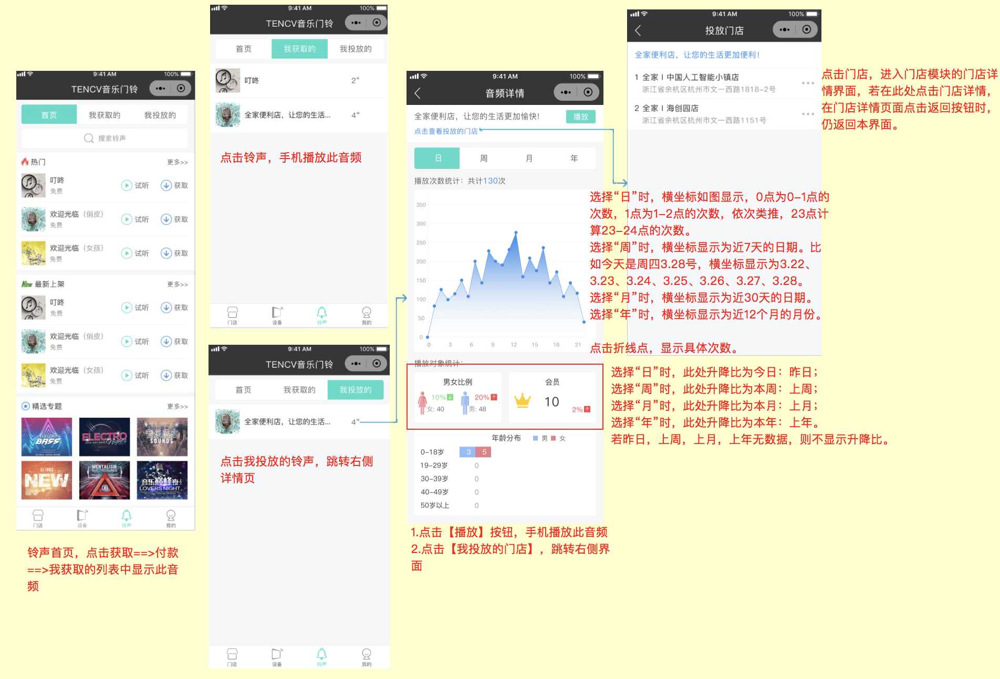 9:41 AM
100%
TENCV音乐门铃
首页
我获取的
我投放的
搜索铃声
热门
更多>>
叮咚
免费
试听
获取
欢迎光临（俏皮）
免费
试听
获取
欢迎光临（女孩）
免费
试听
获取
New 最新上架
更多>>
叮咚
免费
试听
获取
欢迎光临（俏皮）
免费
试听
获取
欢迎光临（女孩）
免费
试听
获取
精选专题
更多>>
ELECTRO
BASS
ELECTRO
Nights
音乐盛宴
SOUNDS
ALL THINGS
NEW
MENTALISM
08
音乐巅峰夜
LOVERS NIGHT
门店
设备
铃声
我的
铃声首页，点击获取==>付款
==>我获取的列表中显示此音
频
9:41 AM
100%
TENCV音乐门铃
首页
我获取的
我投放的
叮咚
2“
全家便利店，让您的生活...
4“
点击铃声，手机播放此音频
门店
设备
铃声
我的
9:41 AM
100%
TENCV音乐门铃
首页
我获取的
我投放的
全家便利店，让您的生活...
4“
点击我投放的铃声，跳转右侧
详情页
门店
设备
铃声
我的
9:41 AM
100%
音频详情
全家便利店，让您的生活更加愉快!
播放
点击查看投放的门店
日
周
月
年
播放次数统计：共计130次
350
300
250
200
150
100
50
0
0
3
6
9
12
15
18
21
播放对象统计：
男女比例
10%
女: 40
20%
男: 48
会员
10
2%
年龄分布
男
女
0-18岁
3
5
19-29岁
0
30-39岁
0
40-49岁
0
50岁以上
0
1.点击【播放】按钮，手机播放此音频
2.点击【我投放的门店】，跳转右侧界
面
9:41 AM
100%
投放门店
全家便利店，让您的生活更加便利!
1 全家 I 中国人工智能小镇店
浙江省余杭区杭州市文一西路1818-2号
2 全家 I 海创园店
浙江省余杭区杭州市文一西路1151号
点击门店，进入门店模块的门店详
情界面，若在此处点击门店详情，
在门店详情页面点击返回按钮时，
仍返回本界面。
选择“日”时，横坐标如图显示，0点为0-1点的
次数，1点为1-2点的次数，依次类推，23点计
算23-24点的次数。
选择“周”时，横坐标显示为近7天的日期。比
如今天是周四3.28号，横坐标显示为3.22、
3.23、3.24、3.25、3.26、3.27、3.28。
选择“月”时，横坐标显示为近30天的日期。
选择“年”时，横坐标显示为近12个月的月份。
点击折线点，显示具体次数。
选择“日”时，此处升降比为今日：昨日；
选择“周”时，此处升降比为本周：上周；
选择“月”时，此处升降比为本月：上月；
选择“年”时，此处升降比为本年：上年。
若昨日，上周，上月，上年无数据，则不显示升降比。